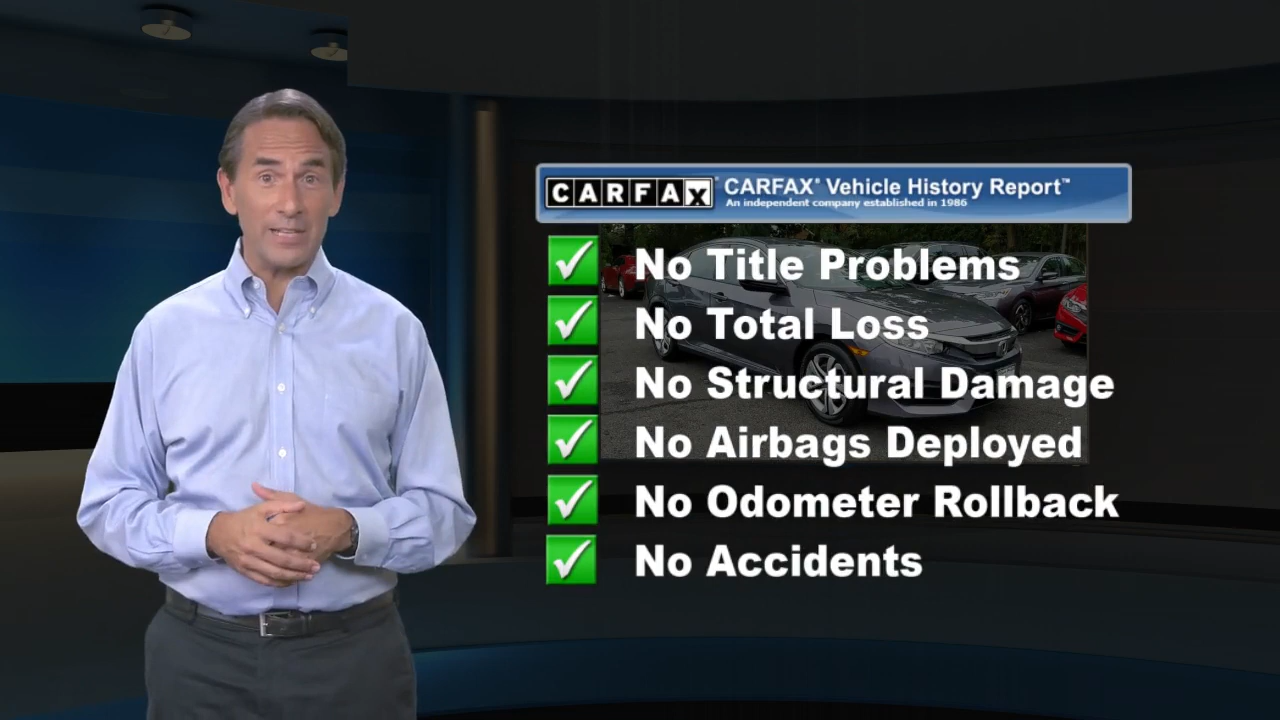 CARFAX® CARFAX® Vehicle History Report™
An independent company established in 1986
No Title Problems
No Total Loss
No Structural Damage
No Airbags Deployed
No Odometer Rollback
No Accidents